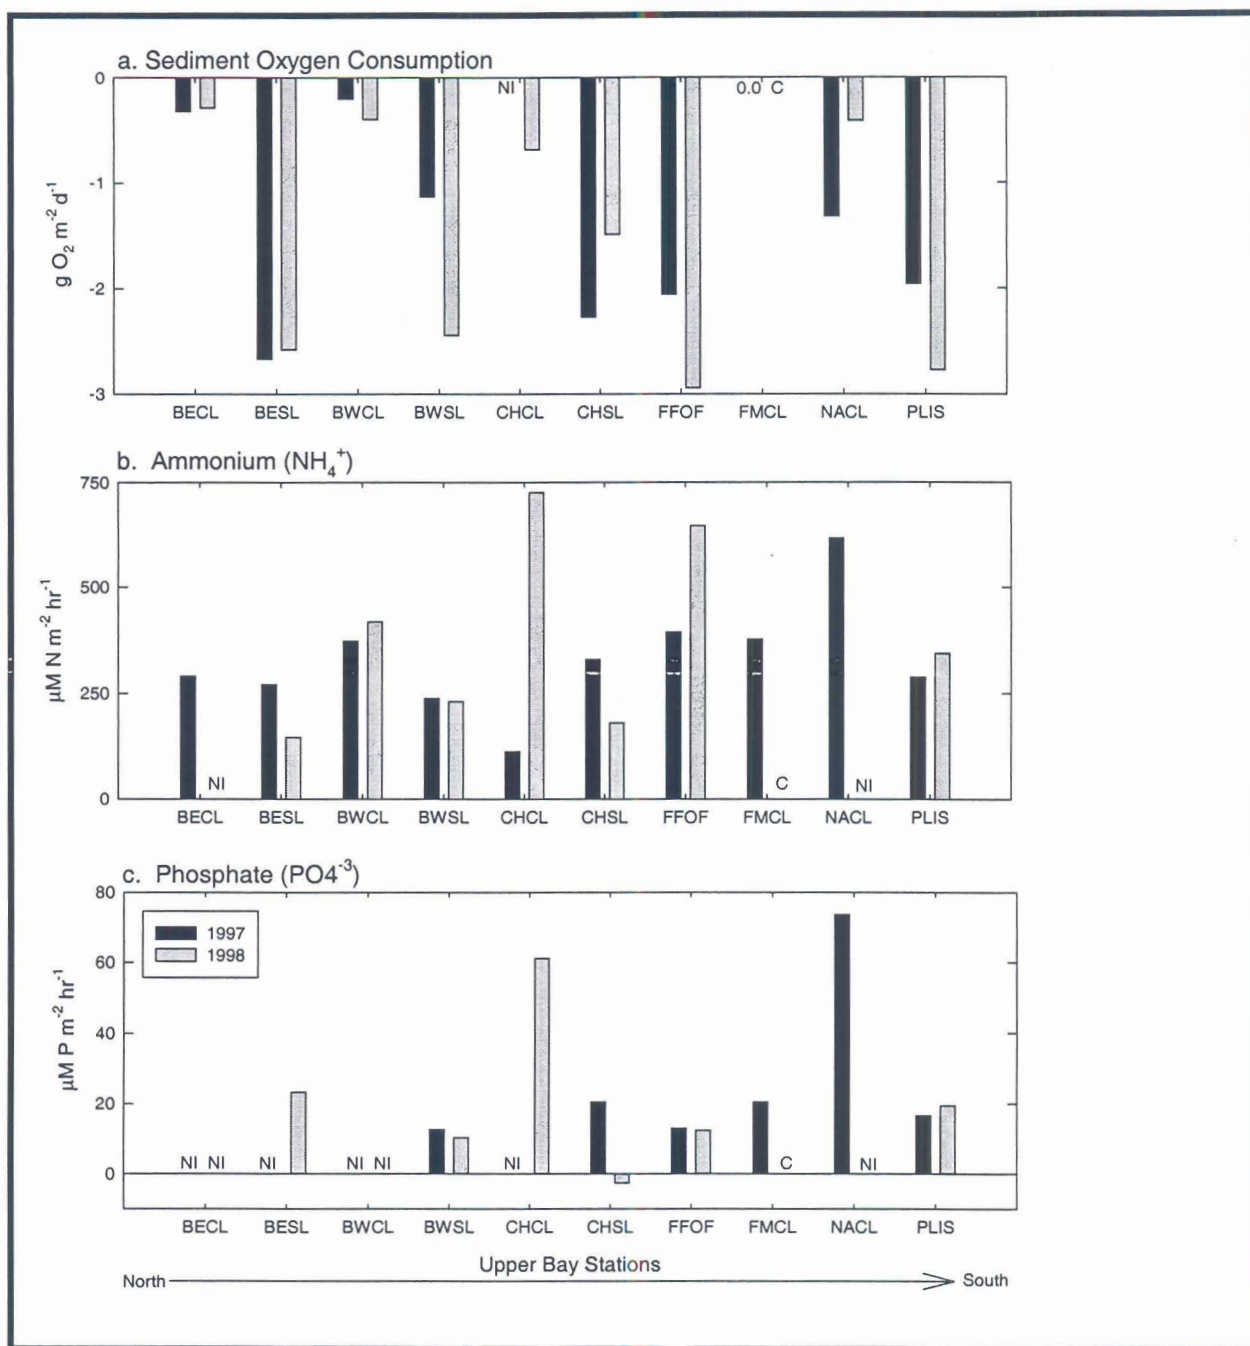 a. Sediment Oxygen Consumption
0
-1
-2
-3
g O₂ m⁻² d⁻¹
NI
0.0 C
BECL BESL BWCL BWSL CHCL CHSL FFOF FMCL NACL PLIS
b. Ammonium (NH₄⁺)
750
500
250
0
µM N m⁻² hr⁻¹
NI C NI
BECL BESL BWCL BWSL CHCL CHSL FFOF FMCL NACL PLIS
c. Phosphate (PO4⁻³)
80
60
40
20
0
µM P m⁻² hr⁻¹
1997
1998
NI NI NI NI NI NI C NI
BECL BESL BWCL BWSL CHCL CHSL FFOF FMCL NACL PLIS
Upper Bay Stations
North South